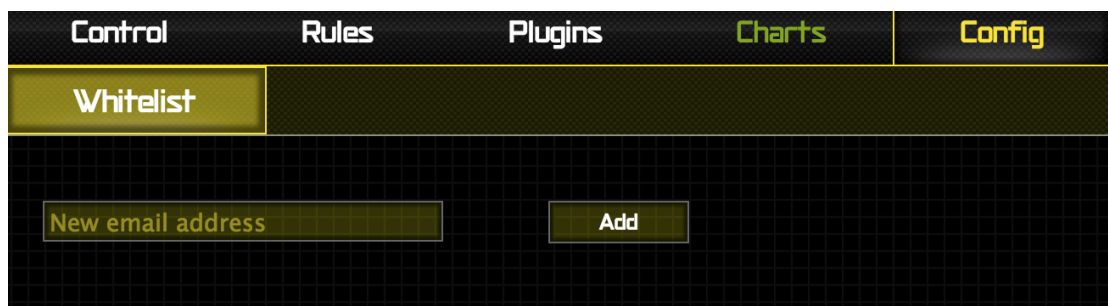 Control Rules Plugins Charts Config
Whitelist
New email address Add